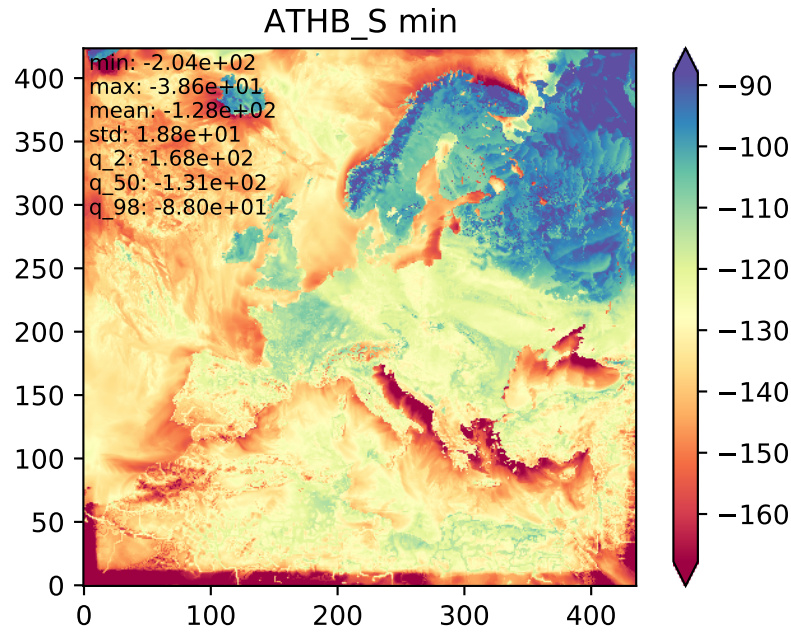 ATHB_S min
min: -2.04e+02
max: -3.86e+01
mean: -1.28e+02
std: 1.88e+01
q_2: -1.68e+02
q_50: -1.31e+02
q_98: -8.80e+01
400
350
300
250
200
150
100
50
0
0
100
200
300
400
−90
−100
−110
−120
−130
−140
−150
−160